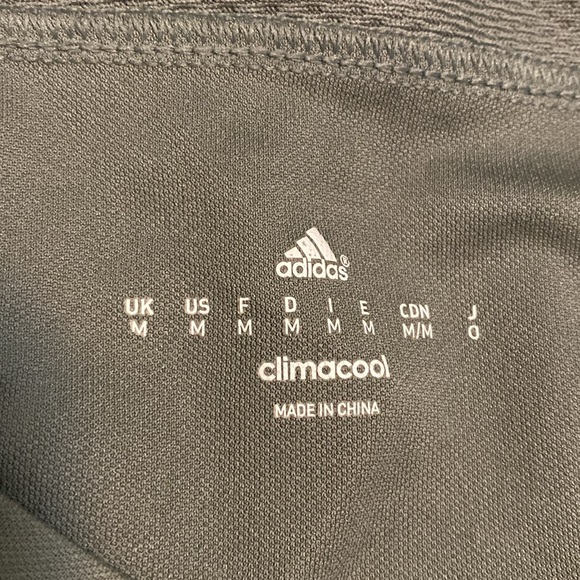 adidas®
UK US F D I E CDN J
M M M M M M M/M O
climacool
MADE IN CHINA